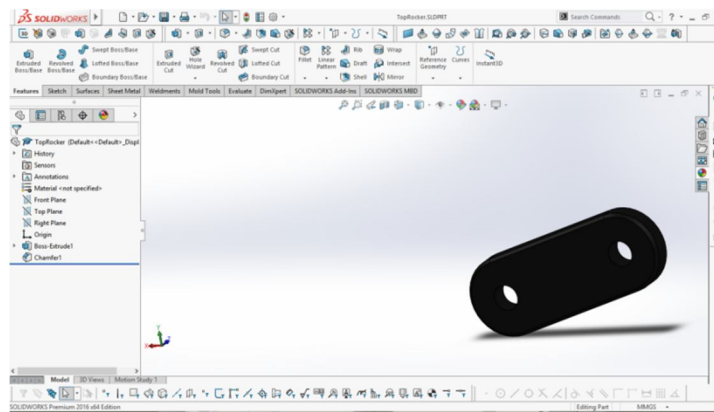 SOLIDWORKS
TopRocker.SLDPRT
Search Commands
Extruded Boss/Base
Revolved Boss/Base
Swept Boss/Base
Lofted Boss/Base
Boundary Boss/Base
Extruded Cut
Hole Wizard
Revolved Cut
Swept Cut
Lofted Cut
Boundary Cut
Fillet
Linear Pattern
Rib
Draft
Shell
Wrap
Intersect
Mirror
Reference Geometry
Curves
Instant3D
Features Sketch Surfaces Sheet Metal Weldments Mold Tools Evaluate DimXpert SOLIDWORKS Add-Ins SOLIDWORKS MBD
TopRocker (Default<<Default>_Displ
History
Sensors
Annotations
Material <not specified>
Front Plane
Top Plane
Right Plane
Origin
Boss-Extrude1
Chamfer1
Model 3D Views Motion Study 1
SOLIDWORKS Premium 2016 x64 Edition
Editing Part MMGS